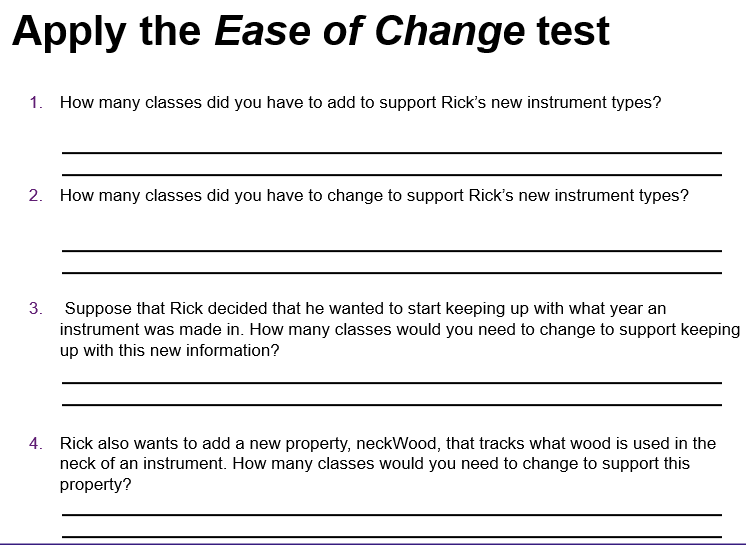 Apply the Ease of Change test
1. How many classes did you have to add to support Rick’s new instrument types?
2. How many classes did you have to change to support Rick’s new instrument types?
3. Suppose that Rick decided that he wanted to start keeping up with what year an
instrument was made in. How many classes would you need to change to support keeping
up with this new information?
4. Rick also wants to add a new property, neckWood, that tracks what wood is used in the
neck of an instrument. How many classes would you need to change to support this
property?